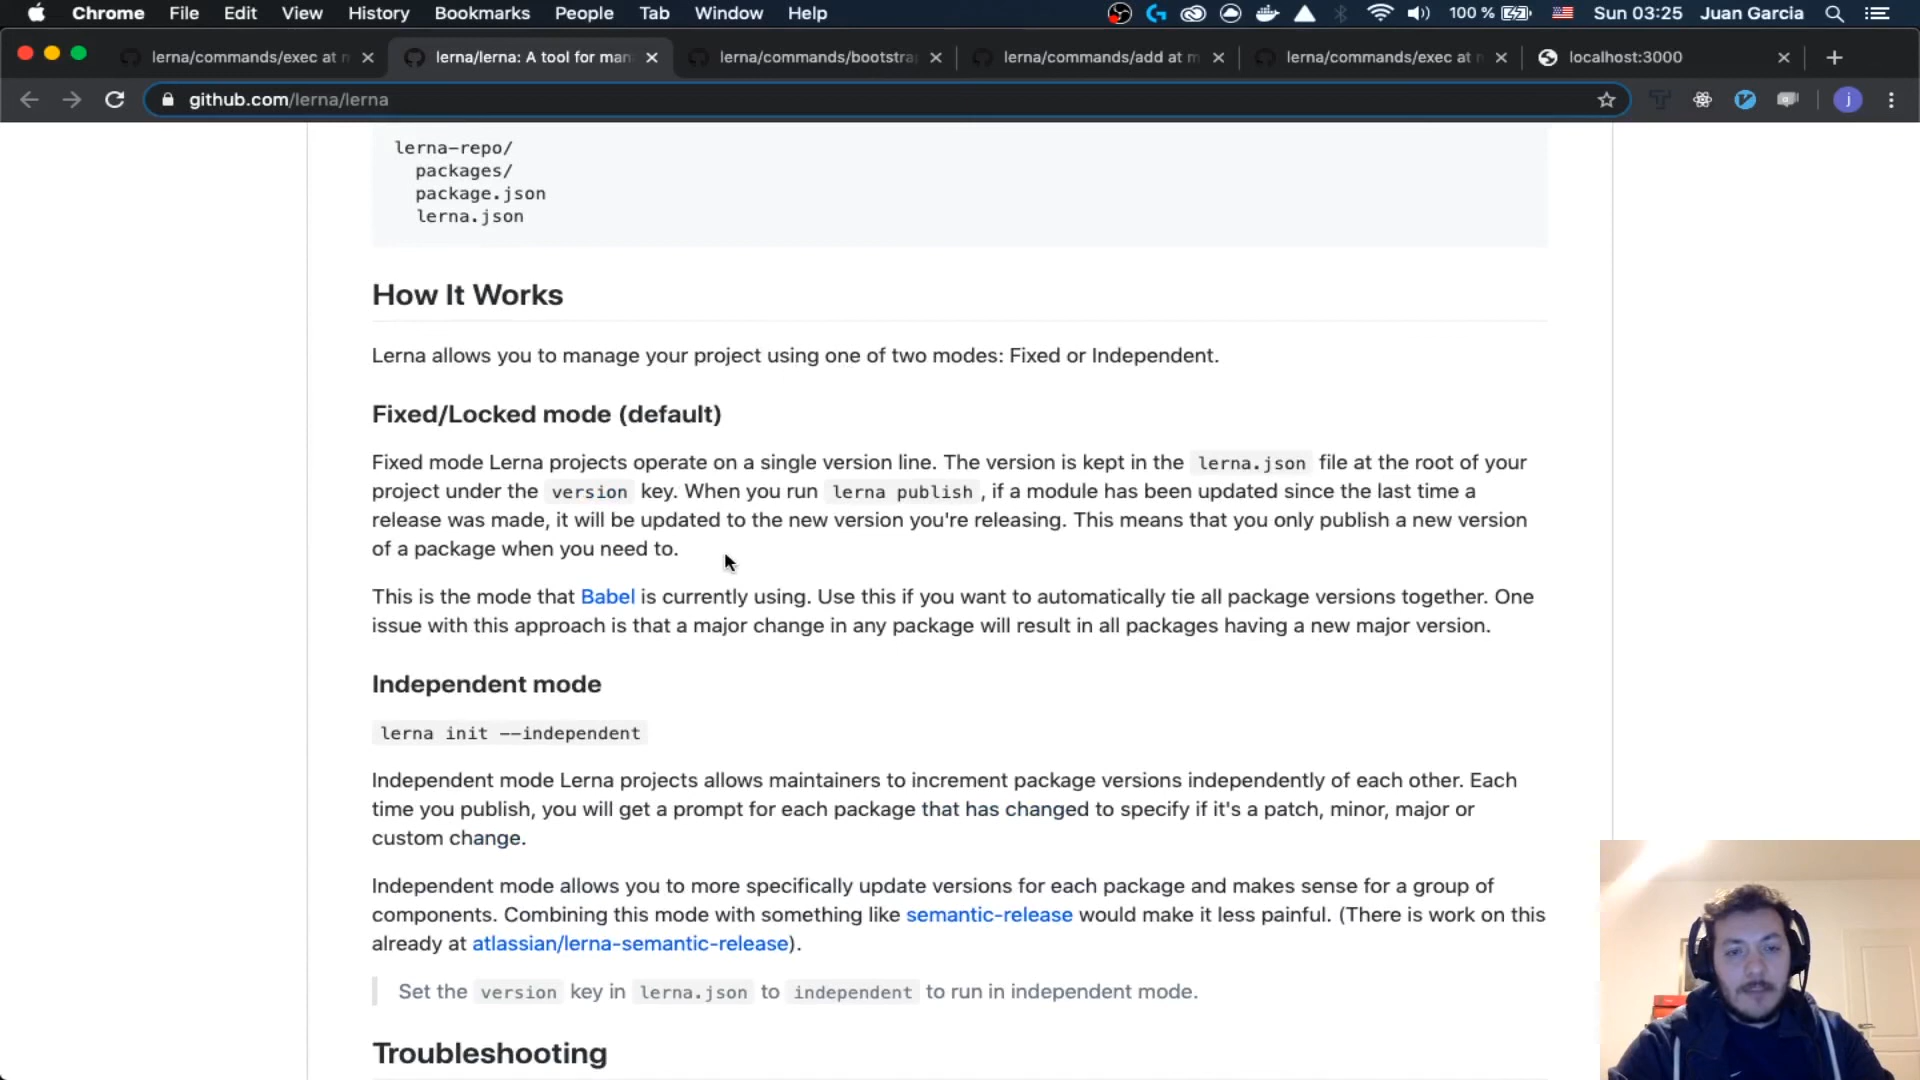 Chrome File Edit View History Bookmarks People Tab Window Help 100 % Sun 03:25 Juan Garcia
lerna/commands/exec at lerna/lerna: A tool for man lerna/commands/bootstra lerna/commands/add at lerna/commands/exec at localhost:3000
github.com/lerna/lerna j
lerna-repo/
packages/
package.json
lerna.json
How It Works
Lerna allows you to manage your project using one of two modes: Fixed or Independent.
Fixed/Locked mode (default)
Fixed mode Lerna projects operate on a single version line. The version is kept in the lerna.json file at the root of your
project under the version key. When you run lerna publish , if a module has been updated since the last time a
release was made, it will be updated to the new version you're releasing. This means that you only publish a new version
of a package when you need to.
This is the mode that Babel is currently using. Use this if you want to automatically tie all package versions together. One
issue with this approach is that a major change in any package will result in all packages having a new major version.
Independent mode
lerna init --independent
Independent mode Lerna projects allows maintainers to increment package versions independently of each other. Each
time you publish, you will get a prompt for each package that has changed to specify if it's a patch, minor, major or
custom change.
Independent mode allows you to more specifically update versions for each package and makes sense for a group of
components. Combining this mode with something like semantic-release would make it less painful. (There is work on this
already at atlassian/lerna-semantic-release).
Set the version key in lerna.json to independent to run in independent mode.
Troubleshooting